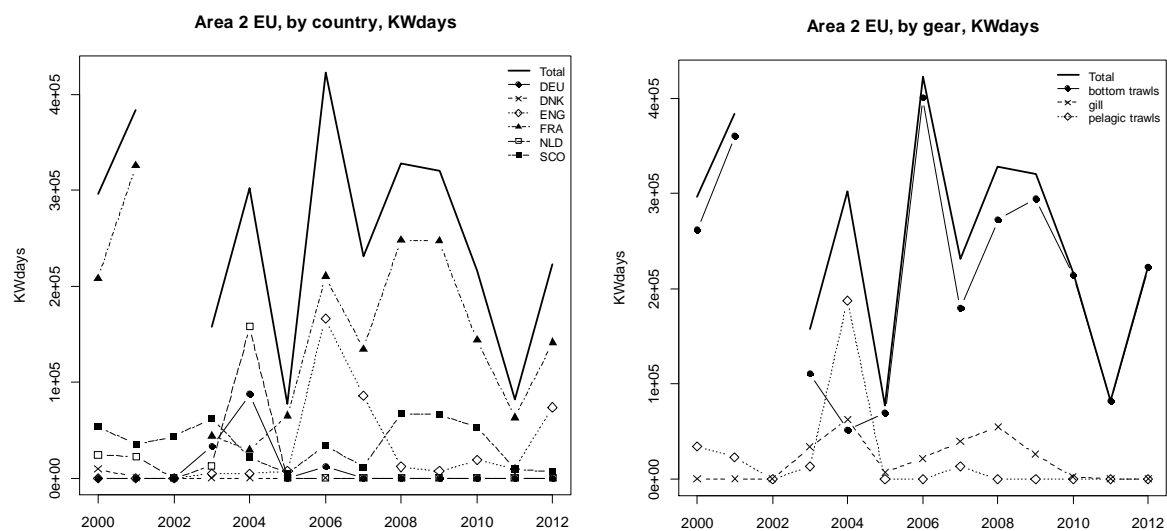 Area 2 EU, by country, KWdays
KWdays
0e+00
1e+05
2e+05
3e+05
4e+05
2000
2002
2004
2006
2008
2010
2012
Total
DEU
DNK
ENG
FRA
NLD
SCO
Area 2 EU, by gear, KWdays
KWdays
0e+00
1e+05
2e+05
3e+05
4e+05
2000
2002
2004
2006
2008
2010
2012
Total
bottom trawls
gill
pelagic trawls